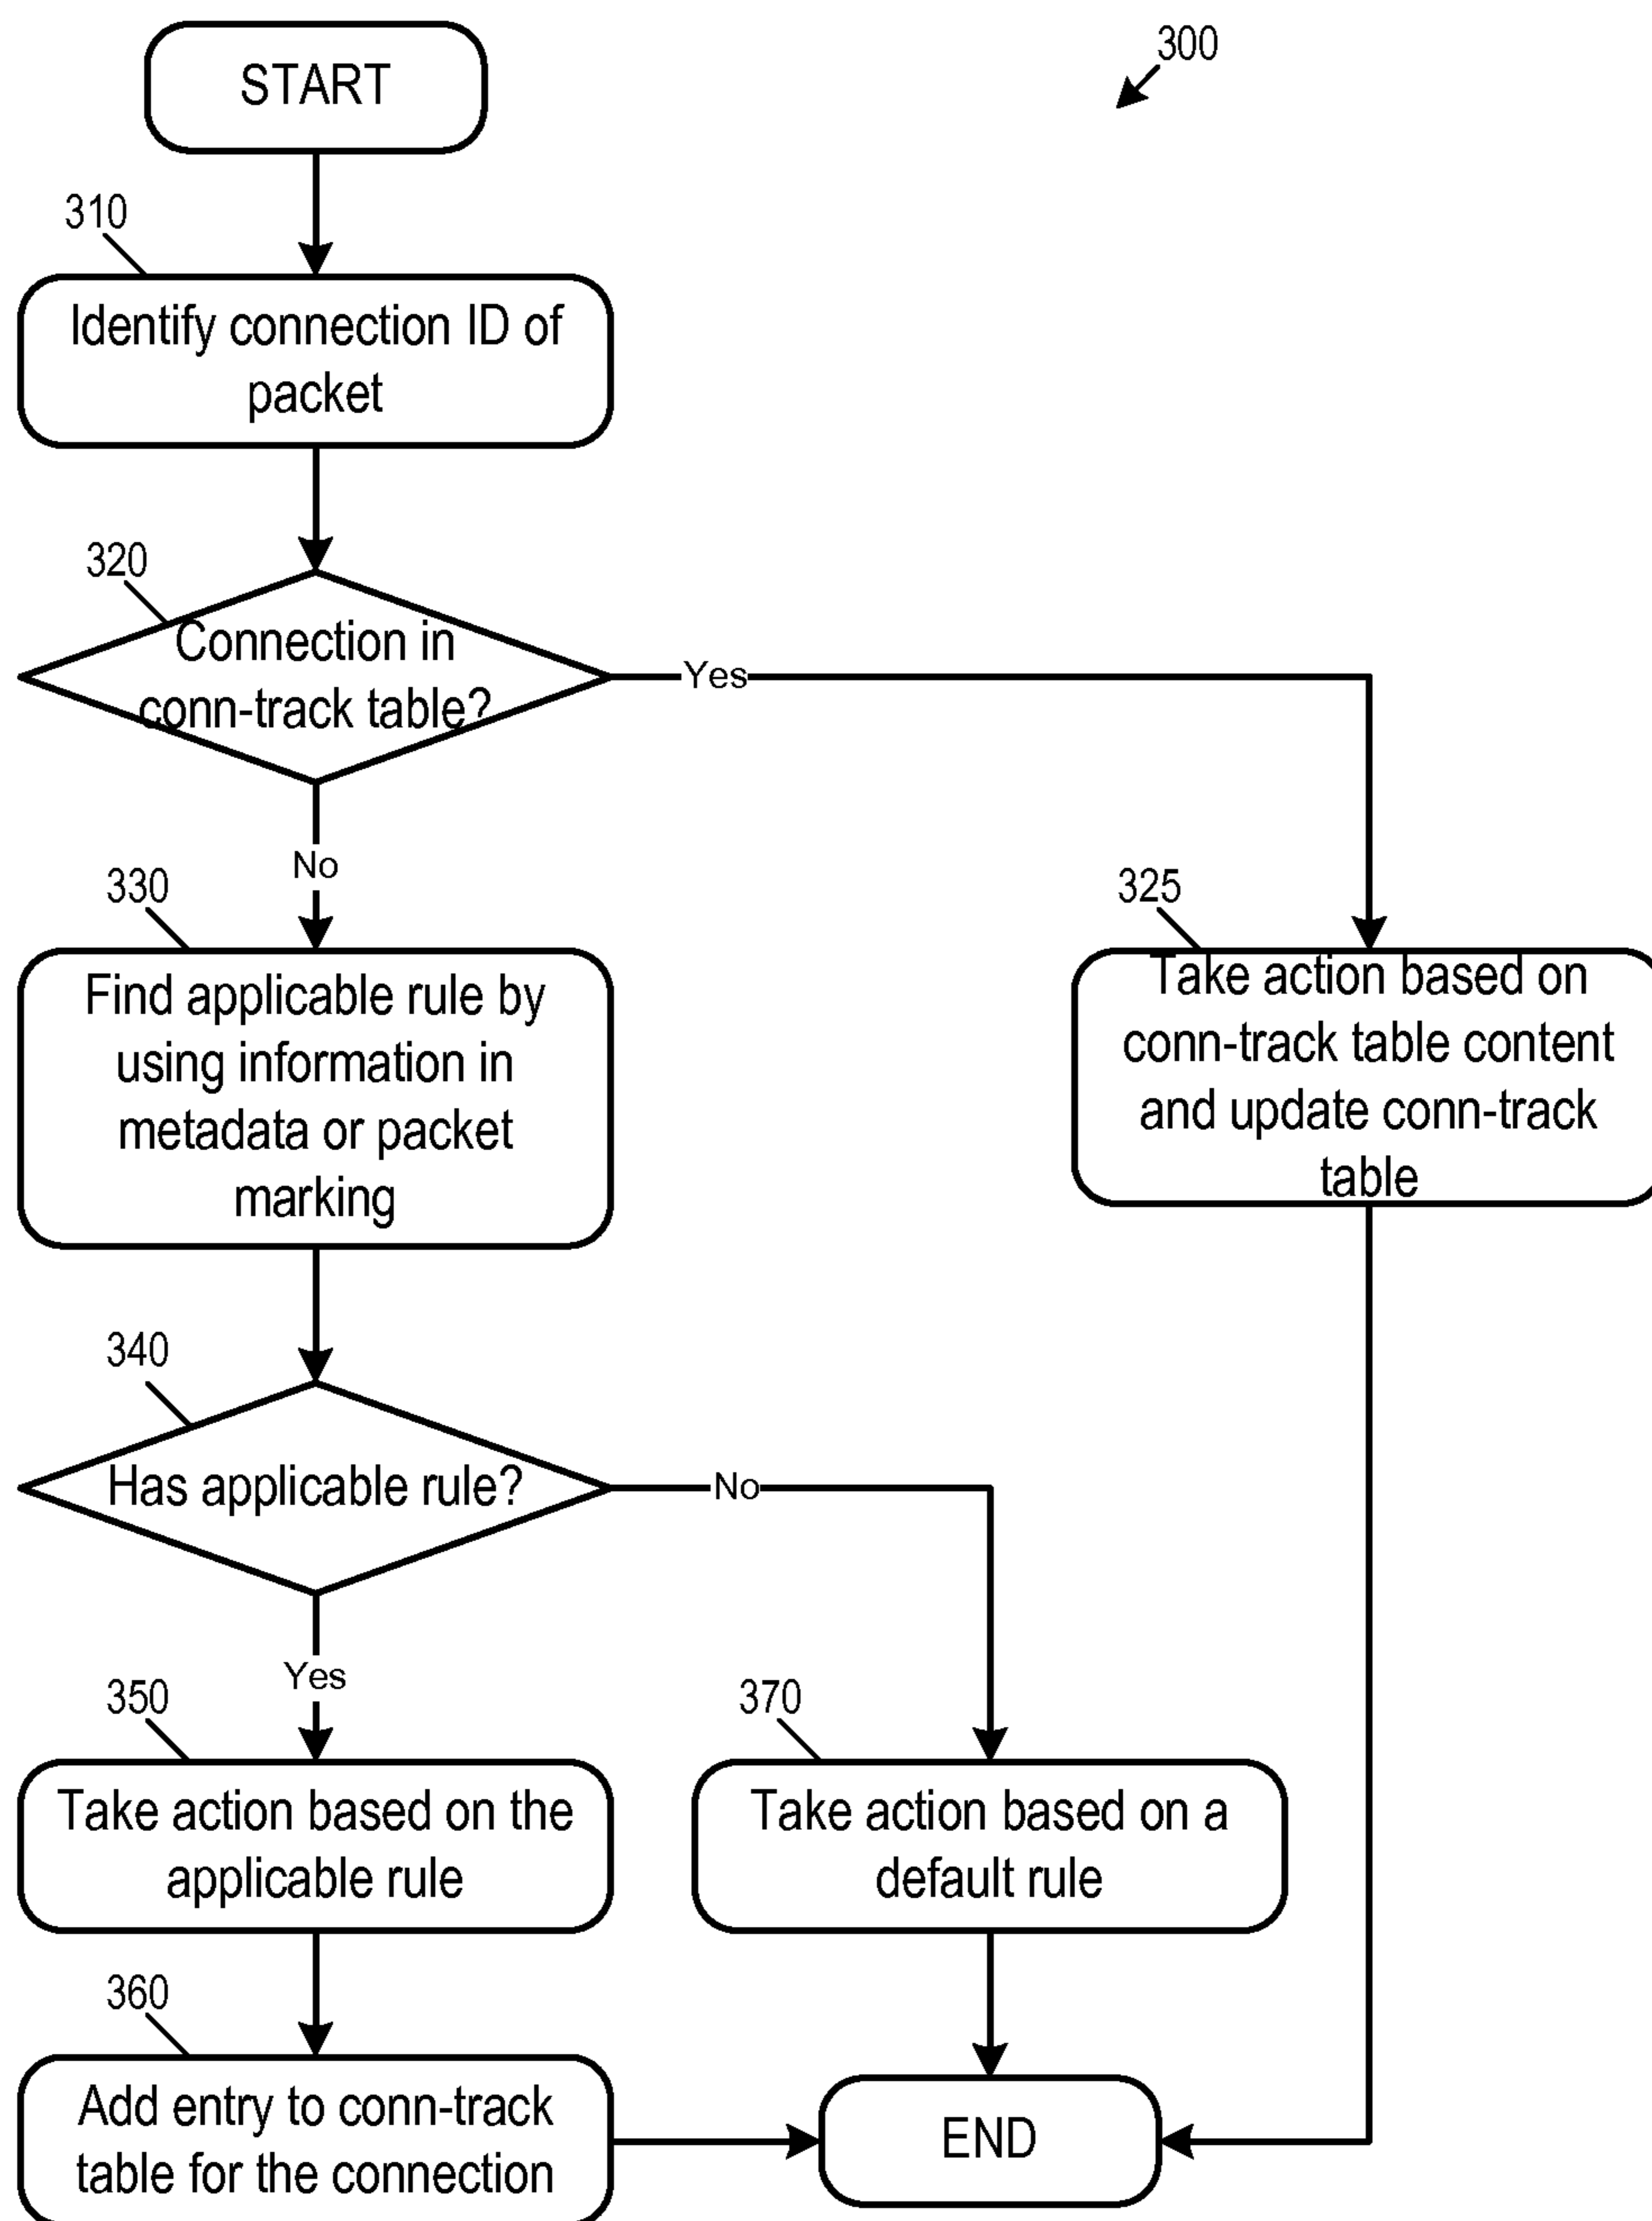 START
300
310
Identify connection ID of
packet
320
Connection in
conn-track table?
Yes
No
330
Find applicable rule by
using information in
metadata or packet
marking
325
Take action based on
conn-track table content
and update conn-track
table
340
Has applicable rule?
No
Yes
350
Take action based on the
applicable rule
370
Take action based on a
default rule
360
Add entry to conn-track
table for the connection
END